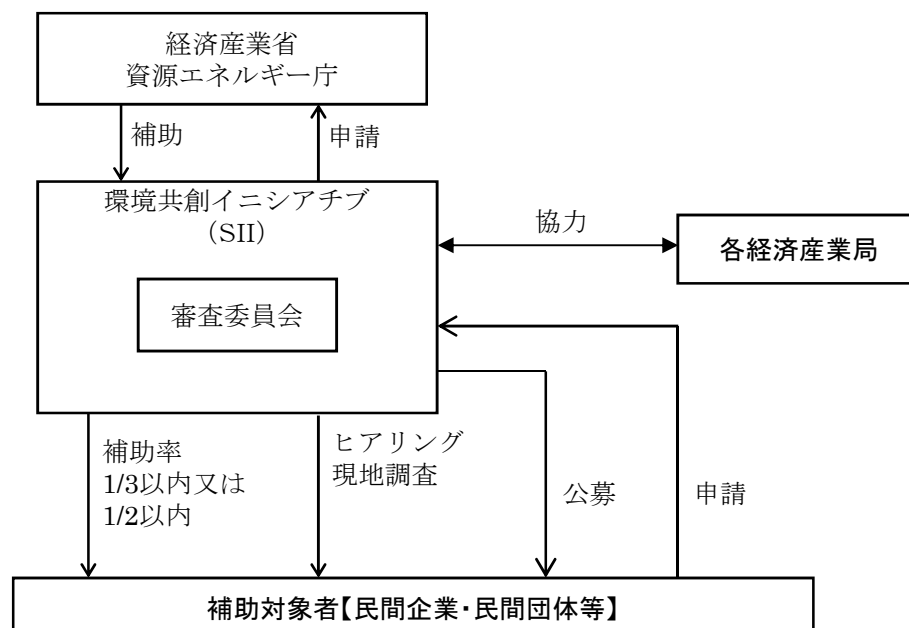 経済産業省
資源エネルギー庁
補助
申請
環境共創イニシアチブ
（SII）
審査委員会
協力
各経済産業局
補助率
1/3以内又は
1/2以内
ヒアリング
現地調査
公募
申請
補助対象者【民間企業・民間団体等】